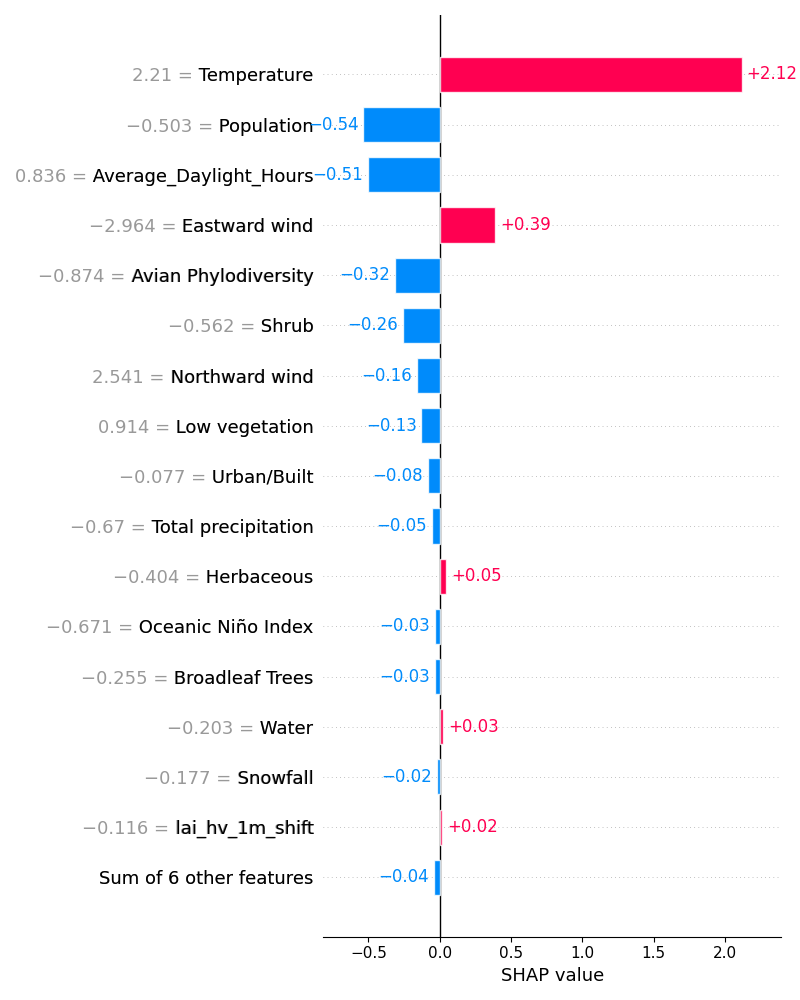 2.21 = Temperature +2.12
−0.503 = Population −0.54
0.836 = Average_Daylight_Hours −0.51
−2.964 = Eastward wind +0.39
−0.874 = Avian Phylodiversity −0.32
−0.562 = Shrub −0.26
2.541 = Northward wind −0.16
0.914 = Low vegetation −0.13
−0.077 = Urban/Built −0.08
−0.67 = Total precipitation −0.05
−0.404 = Herbaceous +0.05
−0.671 = Oceanic Niño Index −0.03
−0.255 = Broadleaf Trees −0.03
−0.203 = Water +0.03
−0.177 = Snowfall −0.02
−0.116 = lai_hv_1m_shift +0.02
Sum of 6 other features −0.04
−0.5 0.0 0.5 1.0 1.5 2.0
SHAP value